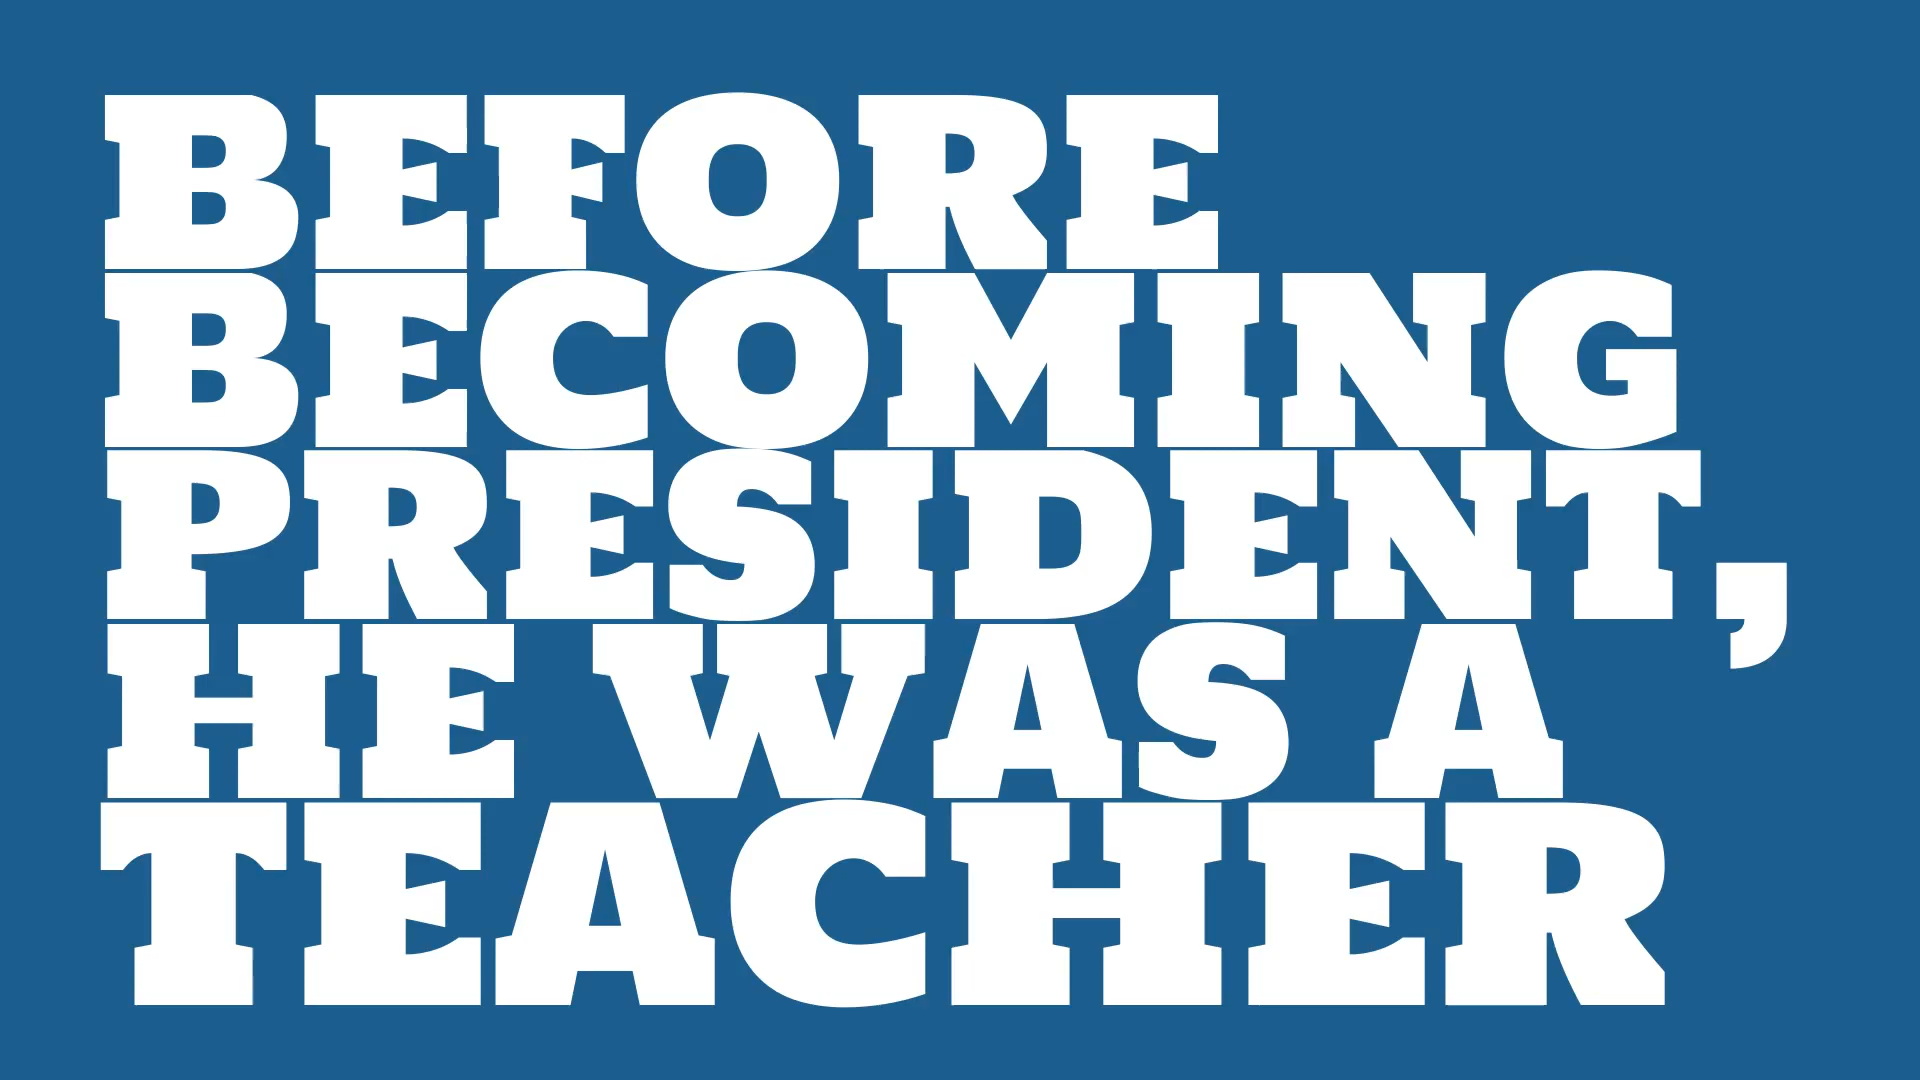 BEFORE
BECOMING
PRESIDENT,
HE WAS A
TEACHER